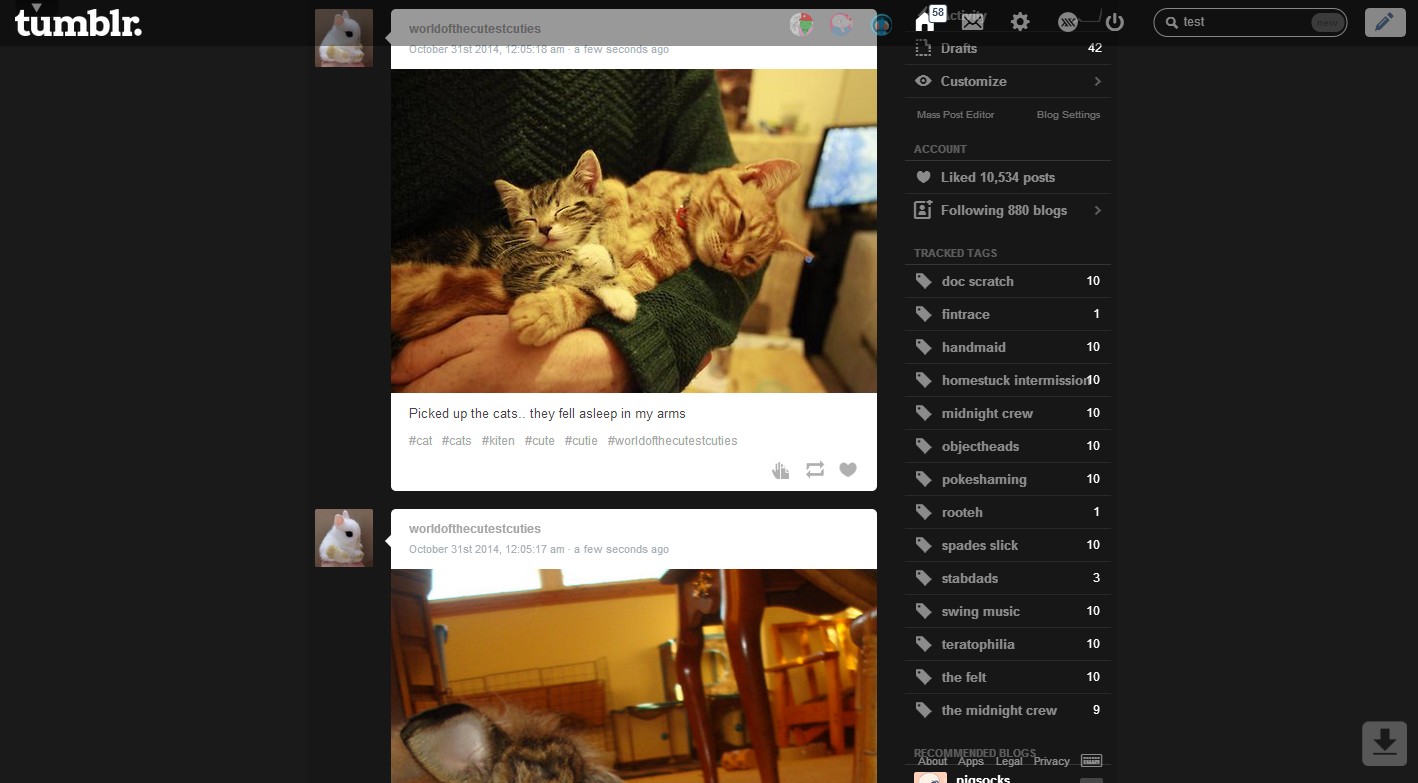 tumblr.
58
Activity
test
new
worldofthecutestcuties
October 31st 2014, 12:05:18 am · a few seconds ago
Picked up the cats.. they fell asleep in my arms
#cat #cats #kiten #cute #cutie #worldofthecutestcuties
worldofthecutestcuties
October 31st 2014, 12:05:17 am · a few seconds ago
Drafts 42
Customize
Mass Post Editor Blog Settings
ACCOUNT
Liked 10,534 posts
Following 880 blogs
TRACKED TAGS
doc scratch 10
fintrace 1
handmaid 10
homestuck intermission 10
midnight crew 10
objectheads 10
pokeshaming 10
rooteh 1
spades slick 10
stabdads 3
swing music 10
teratophilia 10
the felt 10
the midnight crew 9
RECOMMENDED BLOGS
About Apps Legal Privacy
pigsocks